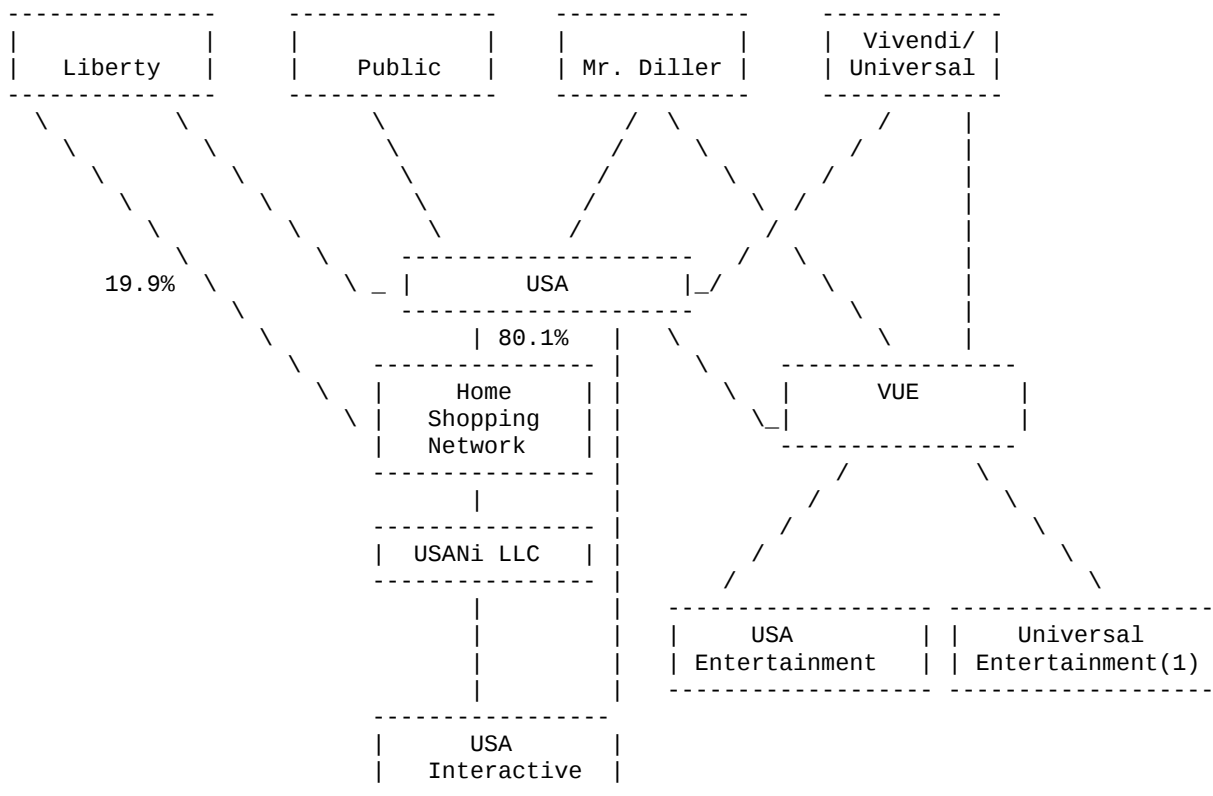 Vivendi/
Liberty Public Mr. Diller Universal
USA
19.9%
80.1%
Home VUE
Shopping
Network
USANi LLC
USA Universal
Entertainment Entertainment(1)
USA
Interactive